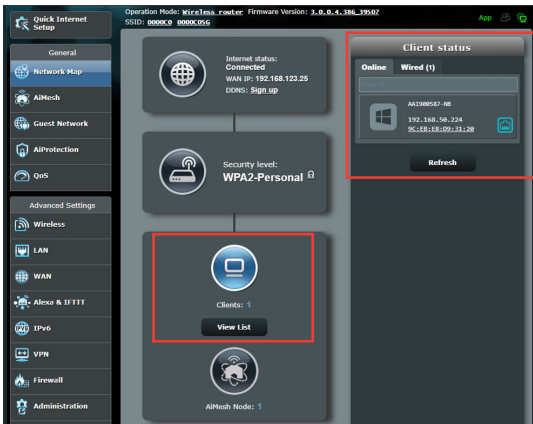 Quick Internet
Setup
Operation Mode: Wireless router Firmware Version: 3.0.0.4.386_39507
SSID: 0000C0 0000C05G
App
General
Network Map
AiMesh
Guest Network
AiProtection
QoS
Advanced Settings
Wireless
LAN
WAN
Alexa & IFTTT
IPv6
VPN
Firewall
Administration
Internet status:
Connected
WAN IP: 192.168.123.25
DDNS: Sign up
Security level:
WPA2-Personal
Clients: 1
View List
AiMesh Node: 1
Client status
Online Wired (1)
AA1900587-NB
192.168.50.224
9C:EB:E8:D9:31:20
Refresh